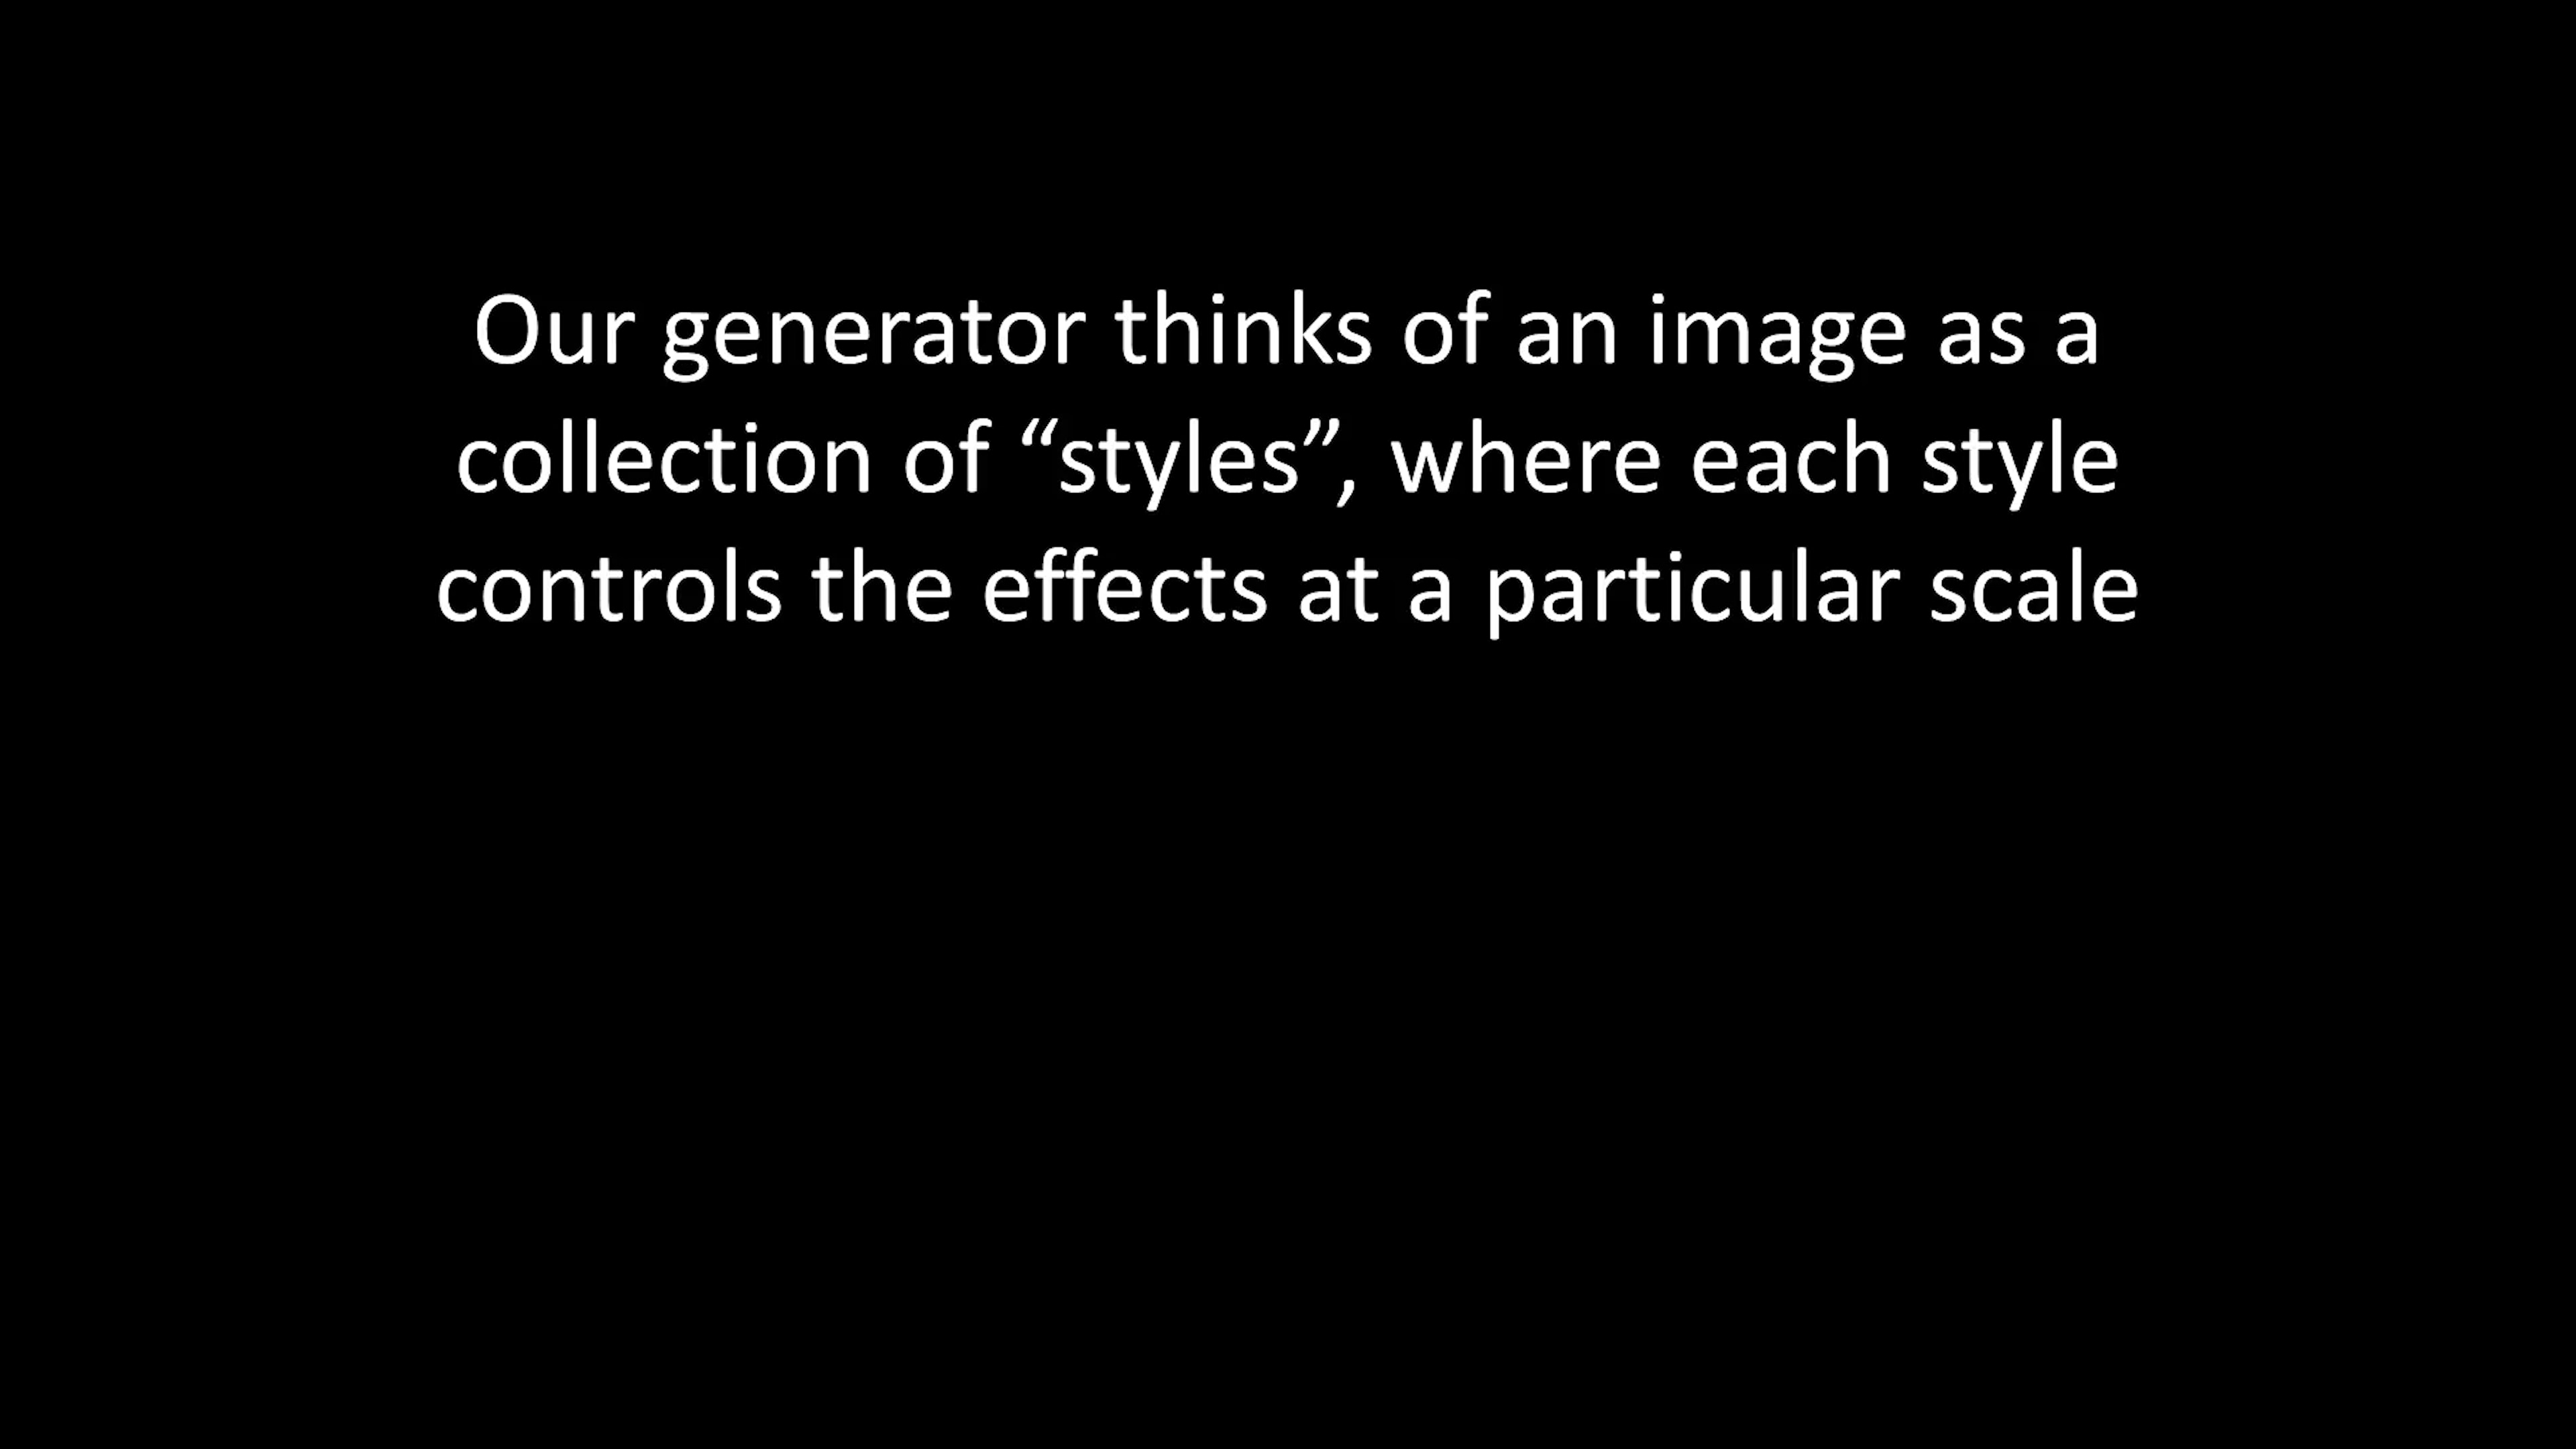 Our generator thinks of an image as a
collection of “styles”, where each style
controls the effects at a particular scale